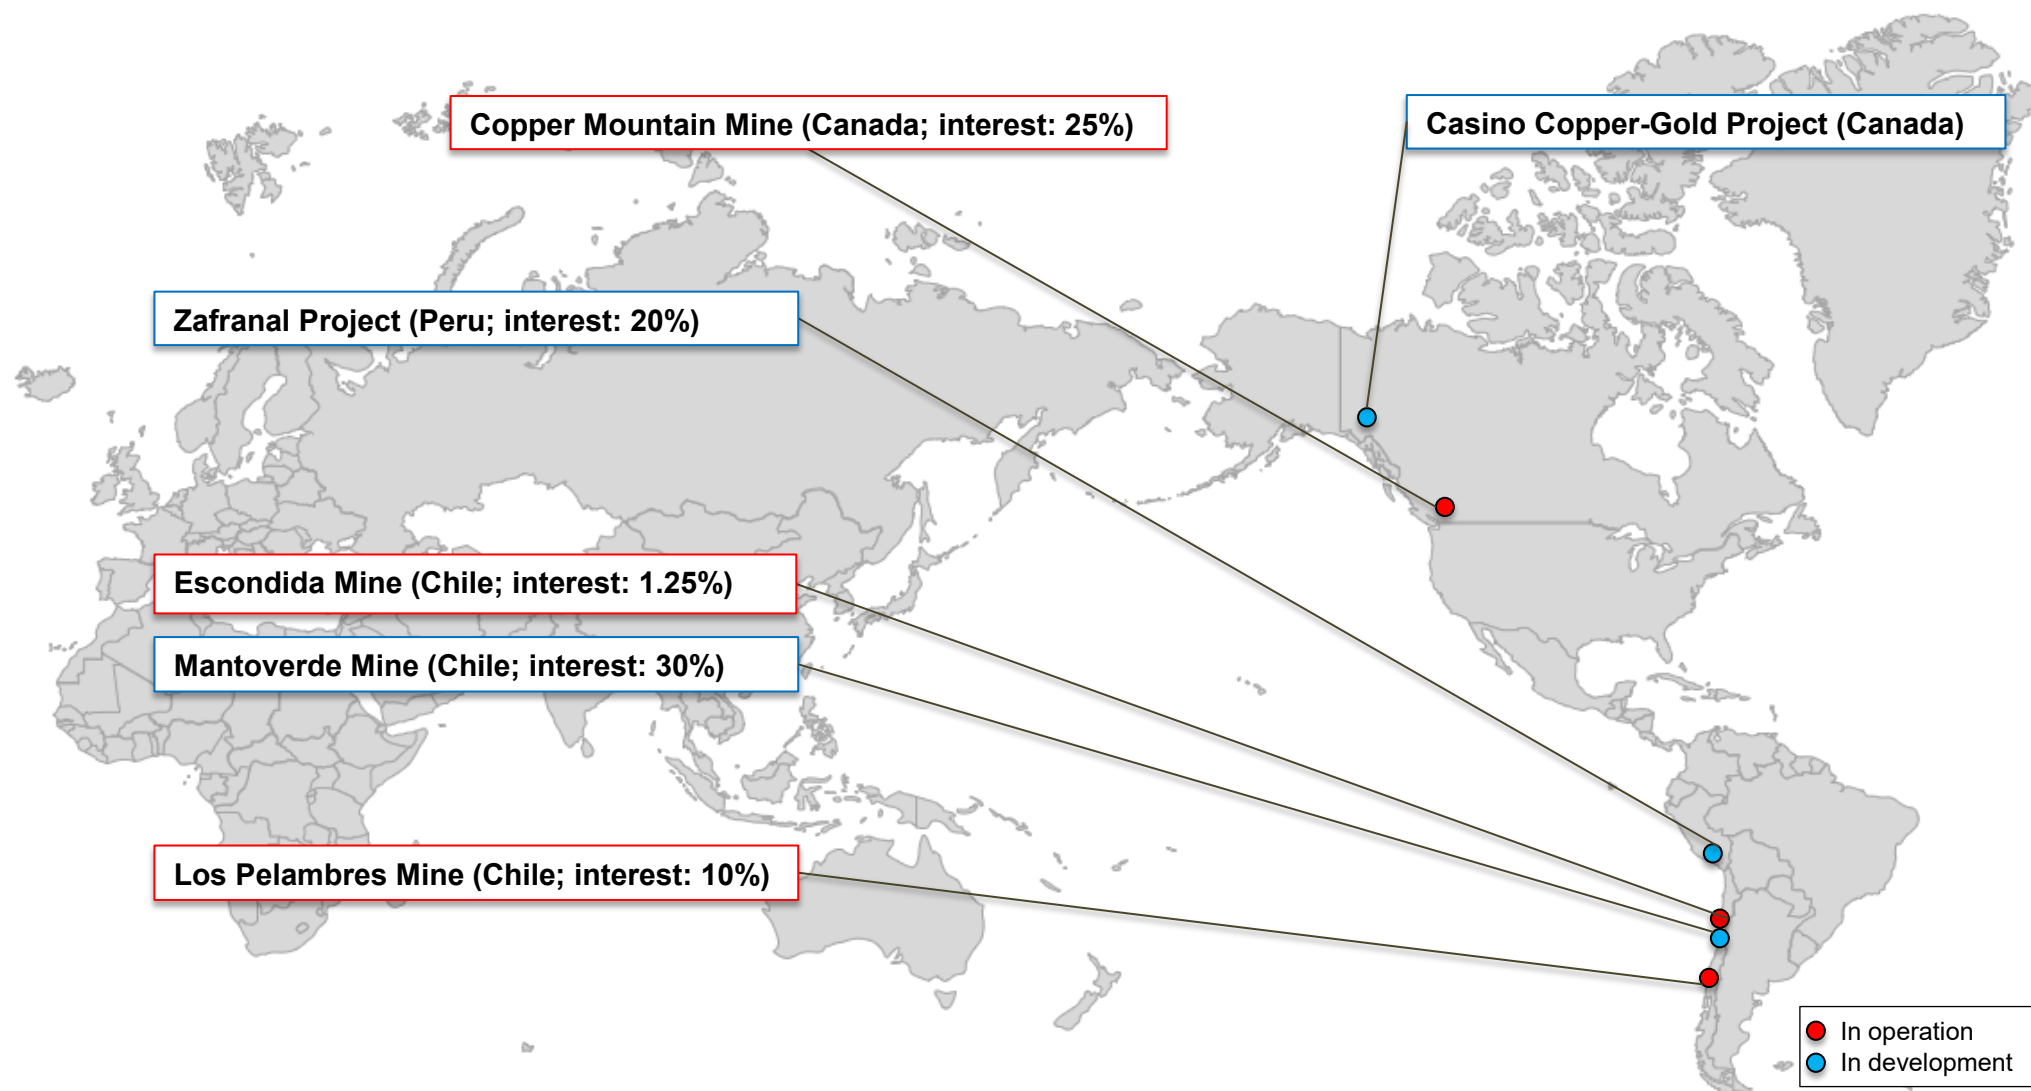 Copper Mountain Mine (Canada; interest: 25%)
Casino Copper-Gold Project (Canada)
Zafranal Project (Peru; interest: 20%)
Escondida Mine (Chile; interest: 1.25%)
Mantoverde Mine (Chile; interest: 30%)
Los Pelambres Mine (Chile; interest: 10%)
In operation
In development